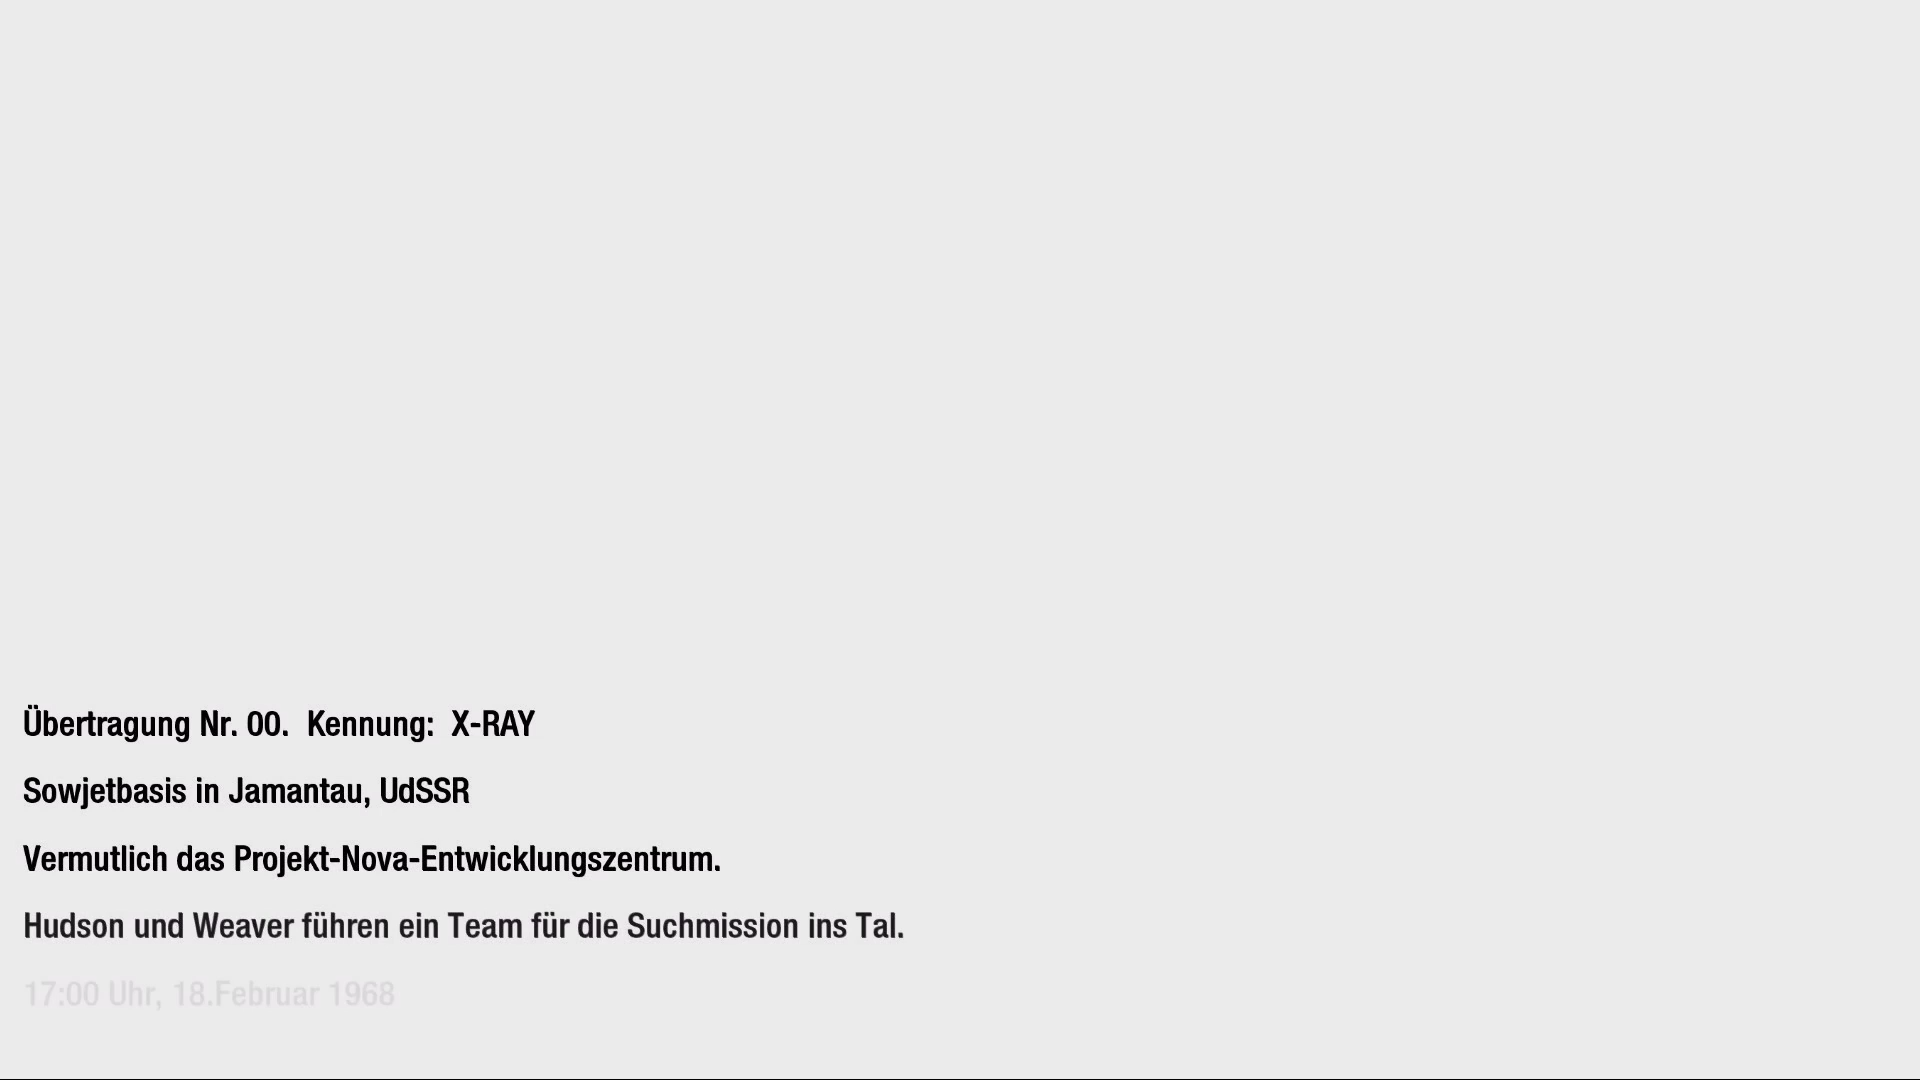 Übertragung Nr. 00.  Kennung:  X-RAY
Sowjetbasis in Jamantau, UdSSR
Vermutlich das Projekt-Nova-Entwicklungszentrum.
Hudson und Weaver führen ein Team für die Suchmission ins Tal.
17:00 Uhr, 18.Februar 1968